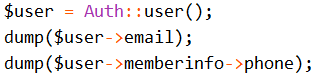 $user = Auth::user();
dump($user->email);
dump($user->memberinfo->phone);